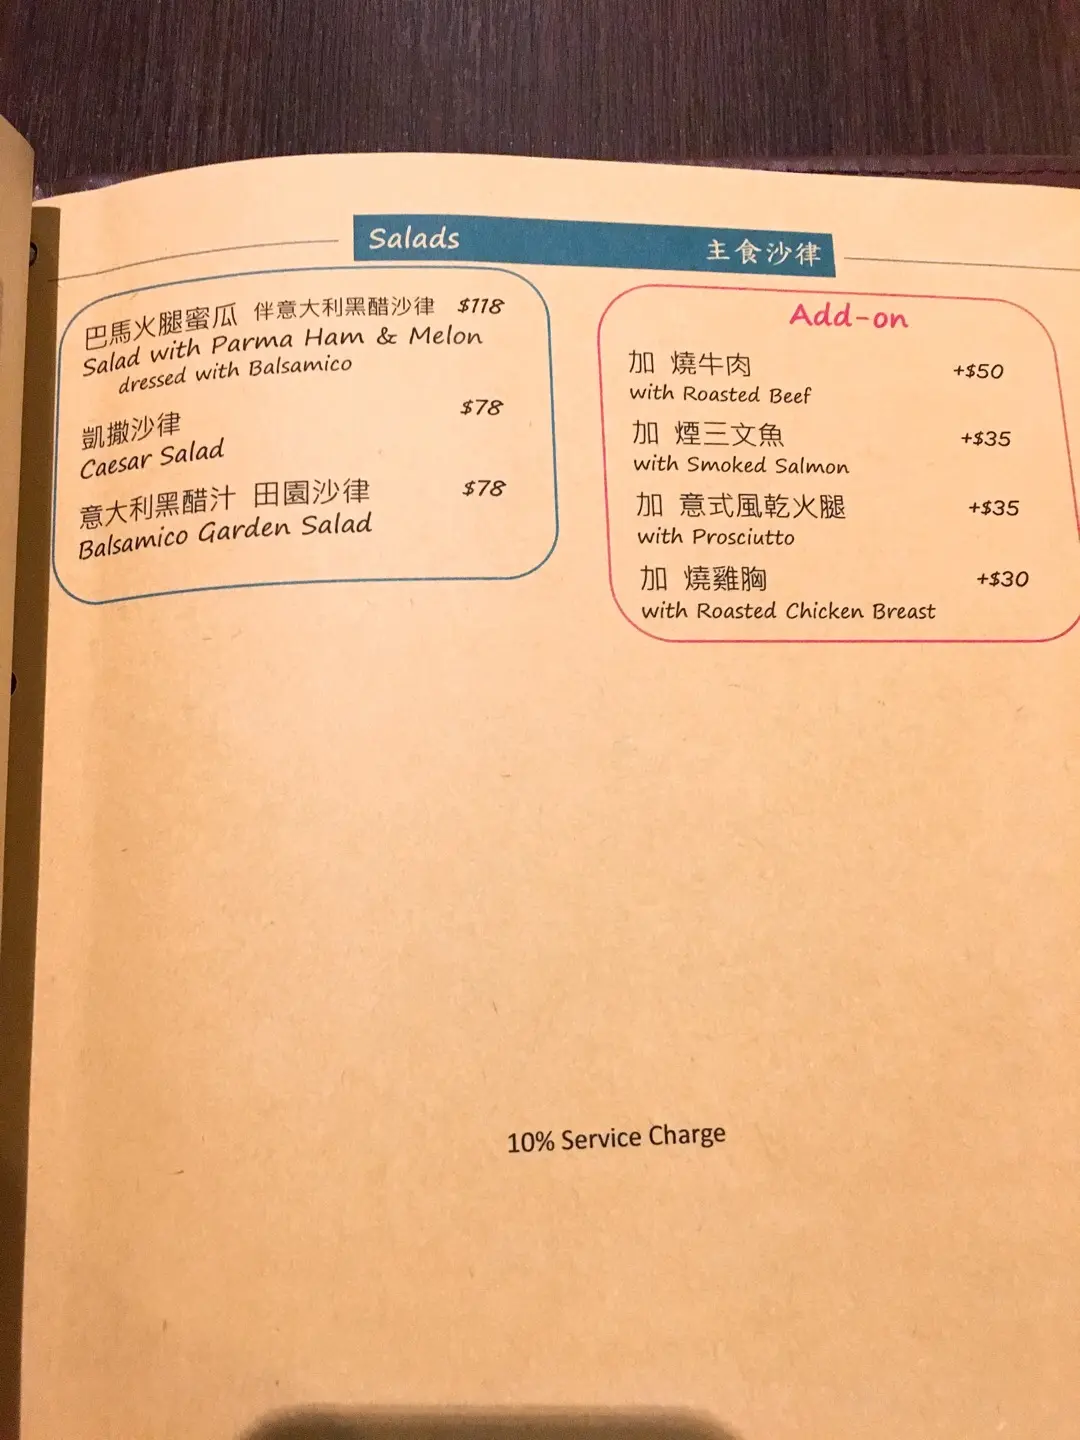 Salads 主食沙律
巴馬火腿蜜瓜 伴意大利黑醋沙律 $118
Salad with Parma Ham & Melon
dressed with Balsamico
凱撒沙律 $78
Caesar Salad
意大利黑醋汁 田園沙律 $78
Balsamico Garden Salad
Add-on
加 燒牛肉 +$50
with Roasted Beef
加 煙三文魚 +$35
with Smoked Salmon
加 意式風乾火腿 +$35
with Prosciutto
加 燒雞胸 +$30
with Roasted Chicken Breast
10% Service Charge